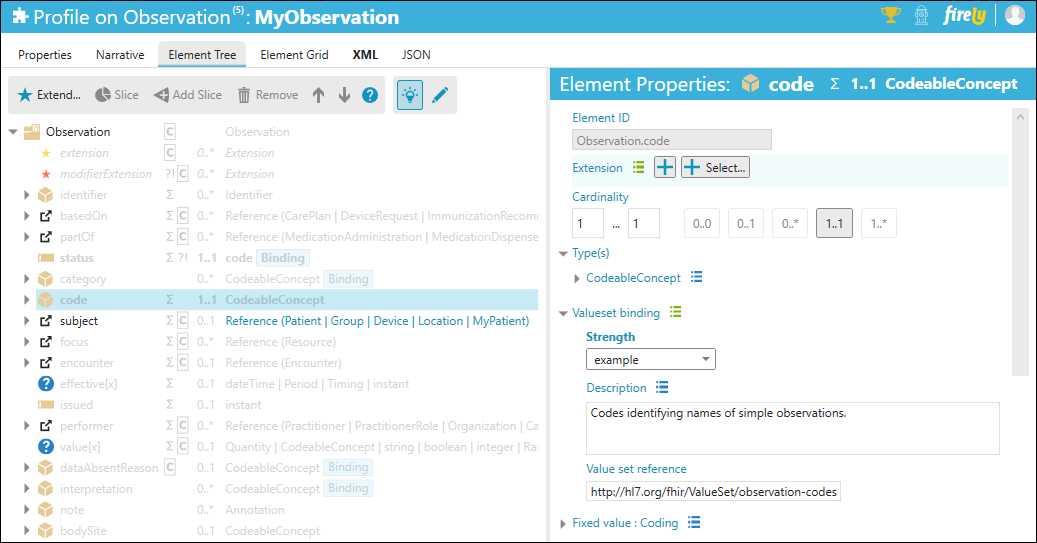 Profile on Observation(5): MyObservation
firely
Properties Narrative Element Tree Element Grid XML JSON
Extend... Slice Add Slice Remove ?
Element Properties: code Σ 1..1 CodeableConcept
Observation C Observation
extension C 0..* Extension
modifierExtension ?! C 0..* Extension
identifier Σ 0..* Identifier
basedOn Σ C 0..* Reference (CarePlan | DeviceRequest | ImmunizationRecomm
partOf Σ C 0..* Reference (MedicationAdministration | MedicationDispense
status Σ ?! 1..1 code Binding
category 0..* CodeableConcept Binding
code Σ 1..1 CodeableConcept
subject Σ C 0..1 Reference (Patient | Group | Device | Location | MyPatient)
focus Σ C 0..* Reference (Resource)
encounter Σ C 0..1 Reference (Encounter)
? effective[x] Σ 0..1 dateTime | Period | Timing | instant
issued Σ 0..1 instant
performer Σ C 0..* Reference (Practitioner | PractitionerRole | Organization | Ca
? value[x] Σ C 0..1 Quantity | CodeableConcept | string | boolean | integer | Ra
dataAbsentReason C 0..1 CodeableConcept Binding
interpretation 0..* CodeableConcept Binding
note 0..* Annotation
bodySite 0..1 CodeableConcept
Element ID
Observation.code
Extension Select...
Cardinality
1 ... 1 0..0 0..1 0..* 1..1 1..*
Type(s)
CodeableConcept
Valueset binding
Strength
example
Description
Codes identifying names of simple observations.
Value set reference
http://hl7.org/fhir/ValueSet/observation-codes
Fixed value : Coding